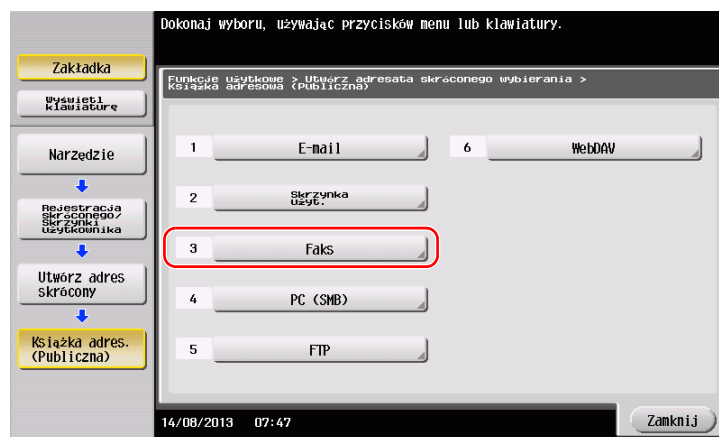 Dokonaj wyboru, używając przycisków menu lub klawiatury.
Zakładka
Wyświetl
klawiaturę
Narzędzie
Rejestracja
skróconego/
Skrzynki
użytkownika
Utwórz adres
skrócony
Książka adres.
(Publiczna)
Funkcje użytkowe > Utwórz adresata skróconego wybierania >
Książka adresowa (Publiczna)
1 E-mail
2 Skrzynka
użyt.
3 Faks
4 PC (SMB)
5 FTP
6 WebDAV
14/08/2013 07:47
Zamknij